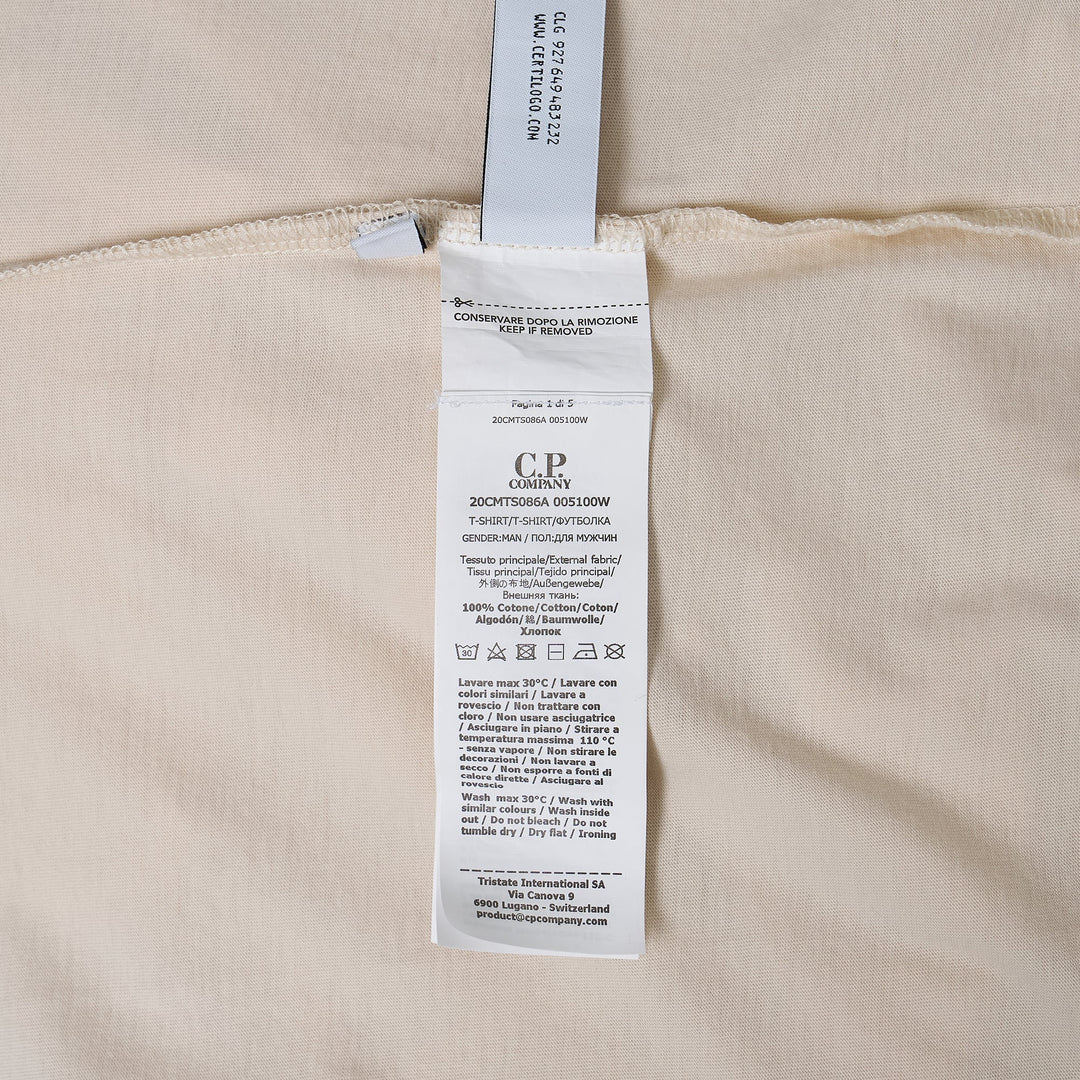 CLG 927 649 483 232
WWW.CERTILOGO.COM
CONSERVARE DOPO LA RIMOZIONE
KEEP IF REMOVED
Pagina 1 di 5
20CMTS086A 005100W
C.P.
COMPANY
20CMTS086A 005100W
T-SHIRT/T-SHIRT/ФУТБОЛКА
GENDER:MAN / ПОЛ:ДЛЯ МУЖЧИН
Tessuto principale/External fabric/
Tissu principal/Tejido principal/
外側の布地/Außengewebe/
Внешняя ткань:
100% Cotone/Cotton/Coton/
Algodón/綿/Baumwolle/
Хлопок
30
Lavare max 30°C / Lavare con
colori similari / Lavare a
rovescio / Non trattare con
cloro / Non usare asciugatrice
/ Asciugare in piano / Stirare a
temperatura massima 110 °C
- senza vapore / Non stirare le
decorazioni / Non lavare a
secco / Non esporre a fonti di
calore dirette / Asciugare al
rovescio
Wash max 30°C / Wash with
similar colours / Wash inside
out / Do not bleach / Do not
tumble dry / Dry flat / Ironing
Tristate International SA
Via Canova 9
6900 Lugano - Switzerland
product@cpcompany.com